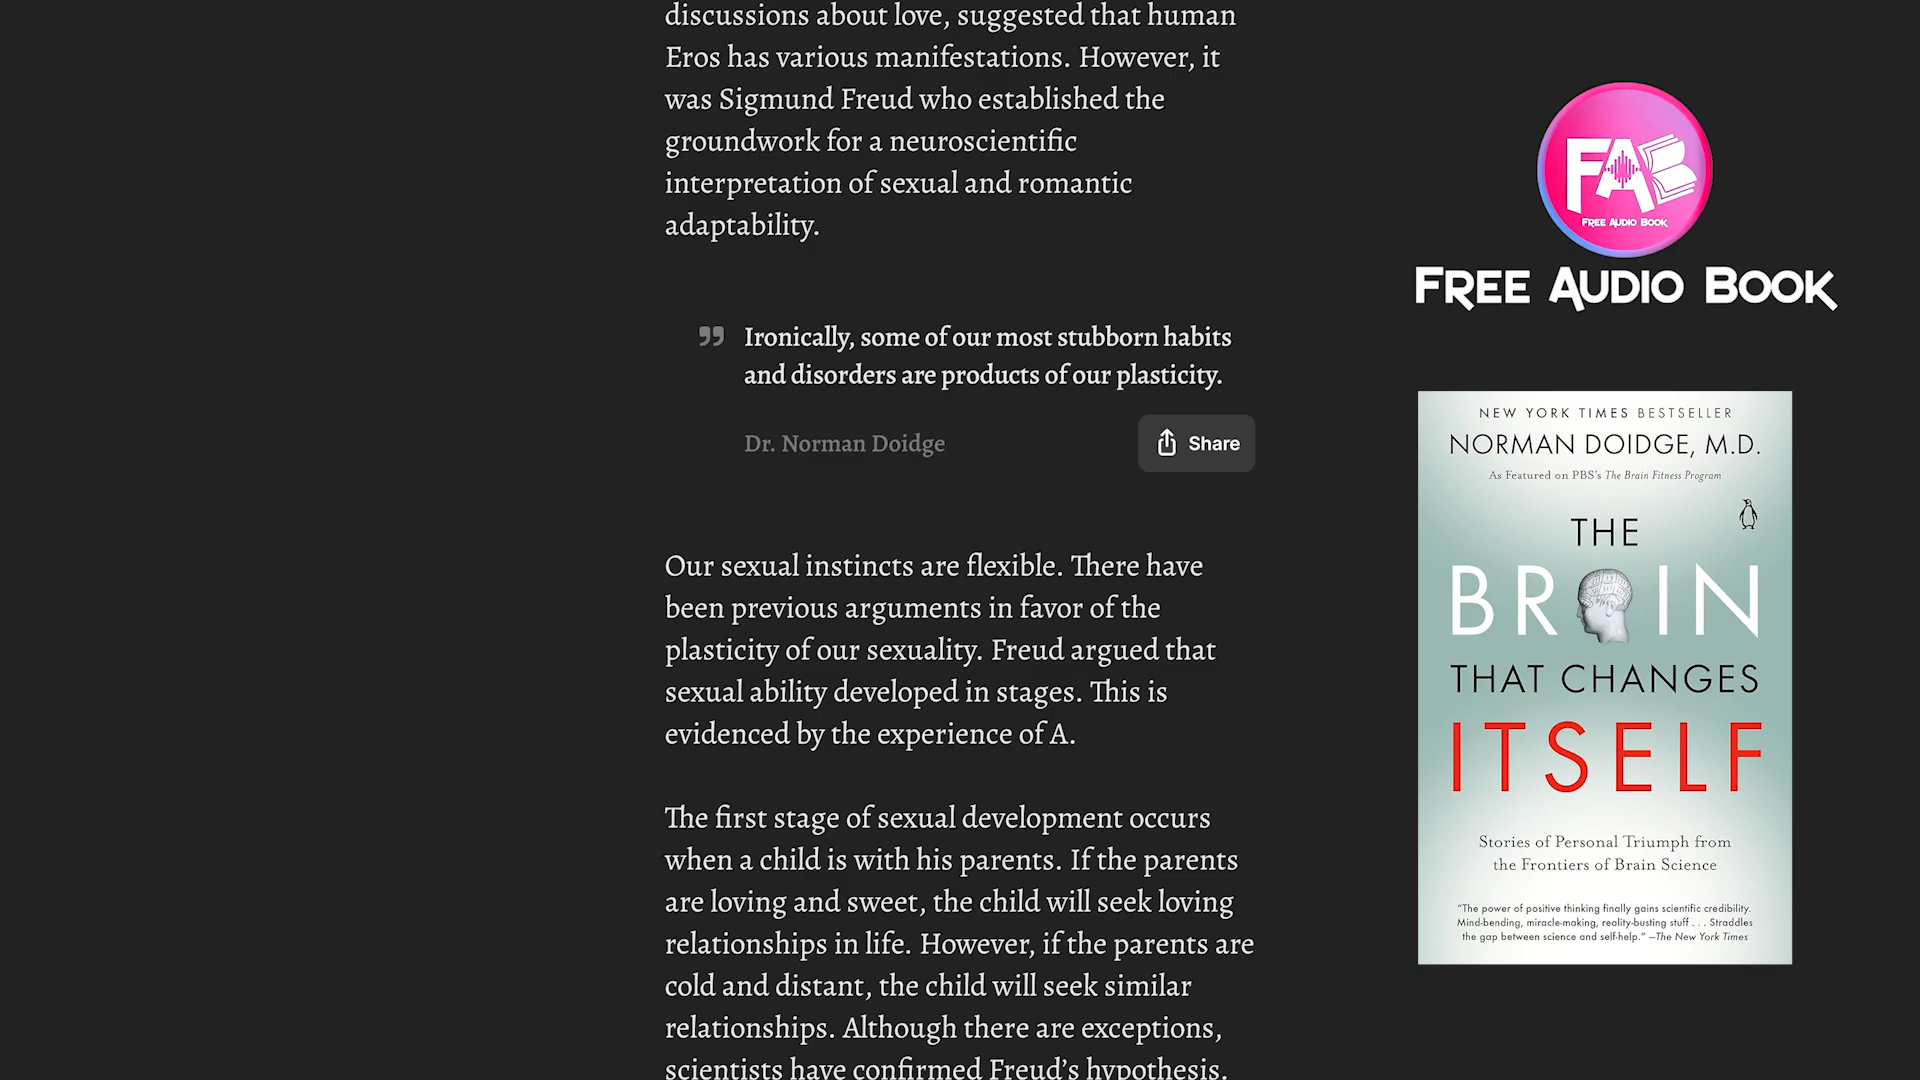 discussions about love, suggested that human
Eros has various manifestations. However, it
was Sigmund Freud who established the
groundwork for a neuroscientific
interpretation of sexual and romantic
adaptability.
” Ironically, some of our most stubborn habits
and disorders are products of our plasticity.
Dr. Norman Doidge
Share
Our sexual instincts are flexible. There have
been previous arguments in favor of the
plasticity of our sexuality. Freud argued that
sexual ability developed in stages. This is
evidenced by the experience of A.
The first stage of sexual development occurs
when a child is with his parents. If the parents
are loving and sweet, the child will seek loving
relationships in life. However, if the parents are
cold and distant, the child will seek similar
relationships. Although there are exceptions,
scientists have confirmed Freud’s hypothesis.
FAB
FREE AUDIO BOOK
FREE AUDIO BOOK
NEW YORK TIMES BESTSELLER
NORMAN DOIDGE, M.D.
As Featured on PBS’s The Brain Fitness Program
THE
BRAIN
THAT CHANGES
ITSELF
Stories of Personal Triumph from
the Frontiers of Brain Science
“The power of positive thinking finally gains scientific credibility.
Mind-bending, miracle-making, reality-busting stuff . . . Straddles
the gap between science and self-help.” —The New York Times